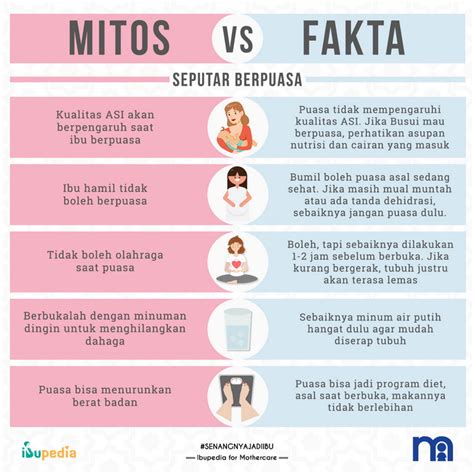 MITOS VS FAKTA
SEPUTAR BERPUASA
Kualitas ASI akan
berpengaruh saat
ibu berpuasa
Puasa tidak mempengaruhi
kualitas ASI. Jika Busui mau
berpuasa, perhatikan asupan
nutrisi dan cairan yang masuk
Ibu hamil tidak
boleh berpuasa
Bumil boleh puasa asal sedang
sehat. Jika masih mual muntah
atau ada tanda dehidrasi,
sebaiknya jangan puasa dulu.
Tidak boleh olahraga
saat puasa
Boleh, tapi sebaiknya dilakukan
1-2 jam sebelum berbuka. Jika
kurang bergerak, tubuh justru
akan terasa lemas
Berbukalah dengan minuman
dingin untuk menghilangkan
dahaga
Sebaiknya minum air putih
hangat dulu agar mudah
diserap tubuh
Puasa bisa menurunkan
berat badan
Puasa bisa jadi program diet,
asal saat berbuka, makannya
tidak berlebihan
ibupedia
#SENANGNYAJADIIBU
Ibupedia for Mothercare
m